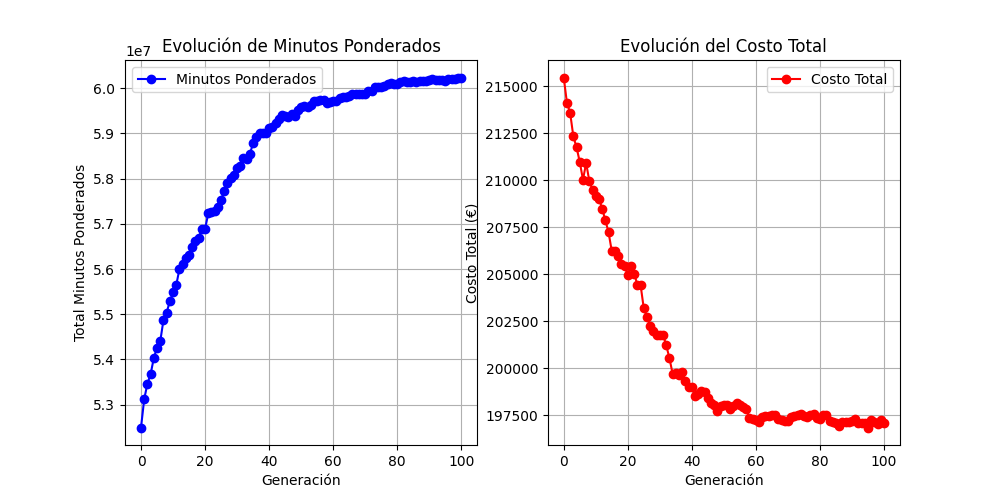 Evolución de Minutos Ponderados
1e7
Minutos Ponderados
6.0
5.9
5.8
5.7
5.6
5.5
5.4
5.3
Total Minutos Ponderados
0 20 40 60 80 100
Generación
Evolución del Costo Total
Costo Total
215000
212500
210000
207500
205000
202500
200000
197500
Costo Total (€)
0 20 40 60 80 100
Generación